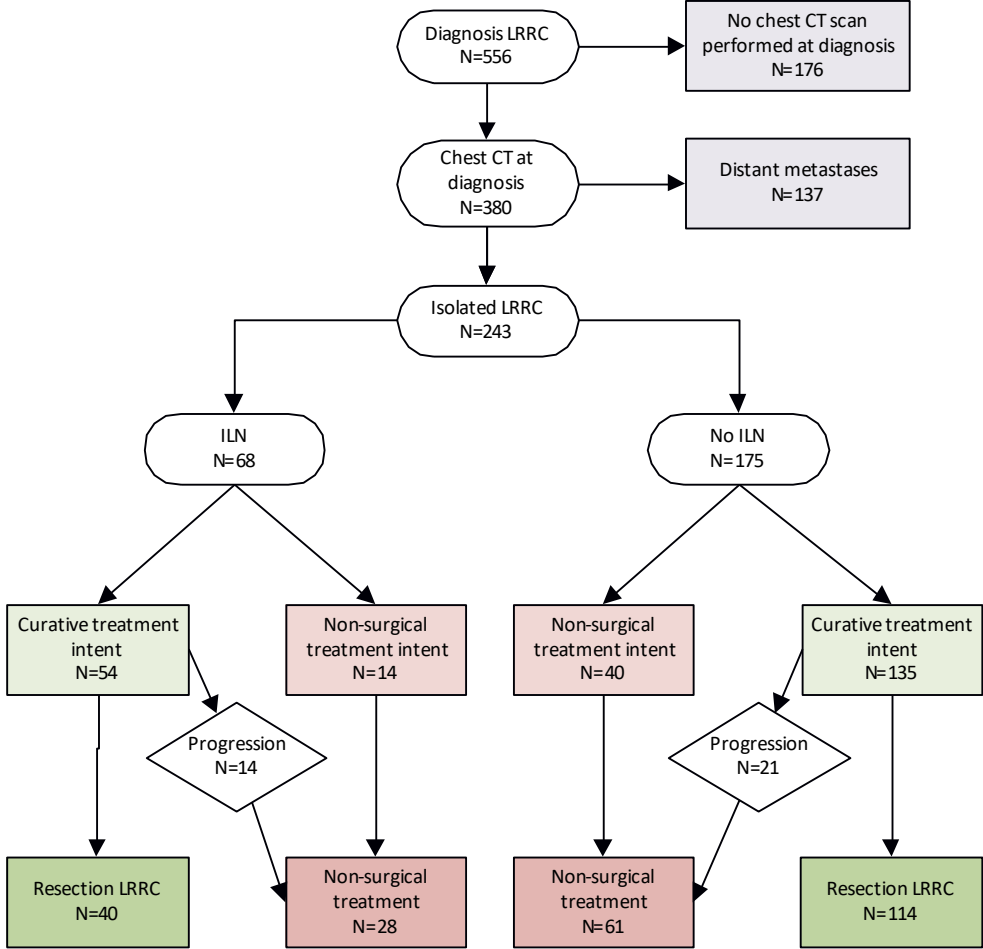 Diagnosis LRRC
N=556
No chest CT scan
performed at diagnosis
N=176
Chest CT at
diagnosis
N=380
Distant metastases
N=137
Isolated LRRC
N=243
ILN
N=68
No ILN
N=175
Curative treatment
intent
N=54
Non-surgical
treatment intent
N=14
Non-surgical
treatment intent
N=40
Curative treatment
intent
N=135
Progression
N=14
Progression
N=21
Resection LRRC
N=40
Non-surgical
treatment
N=28
Non-surgical
treatment
N=61
Resection LRRC
N=114